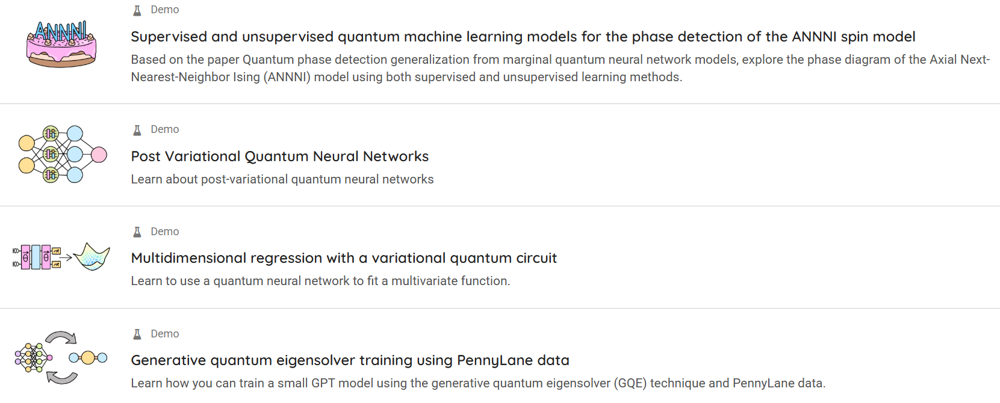 Demo
ANNNI
Supervised and unsupervised quantum machine learning models for the phase detection of the ANNNI spin model
Based on the paper Quantum phase detection generalization from marginal quantum neural network models, explore the phase diagram of the Axial Next-
Nearest-Neighbor Ising (ANNNI) model using both supervised and unsupervised learning methods.
Demo
Post Variational Quantum Neural Networks
Learn about post-variational quantum neural networks
Demo
|0⟩
|0⟩
θ
θ
Multidimensional regression with a variational quantum circuit
Learn to use a quantum neural network to fit a multivariate function.
Demo
Generative quantum eigensolver training using PennyLane data
Learn how you can train a small GPT model using the generative quantum eigensolver (GQE) technique and PennyLane data.